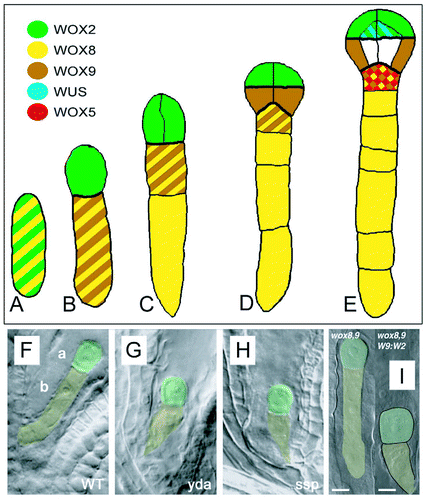 WOX2
WOX8
WOX9
WUS
WOX5
A B C D E
F a b WT
G yda
H ssp
wox8,9 wox8,9
W9:W2
I